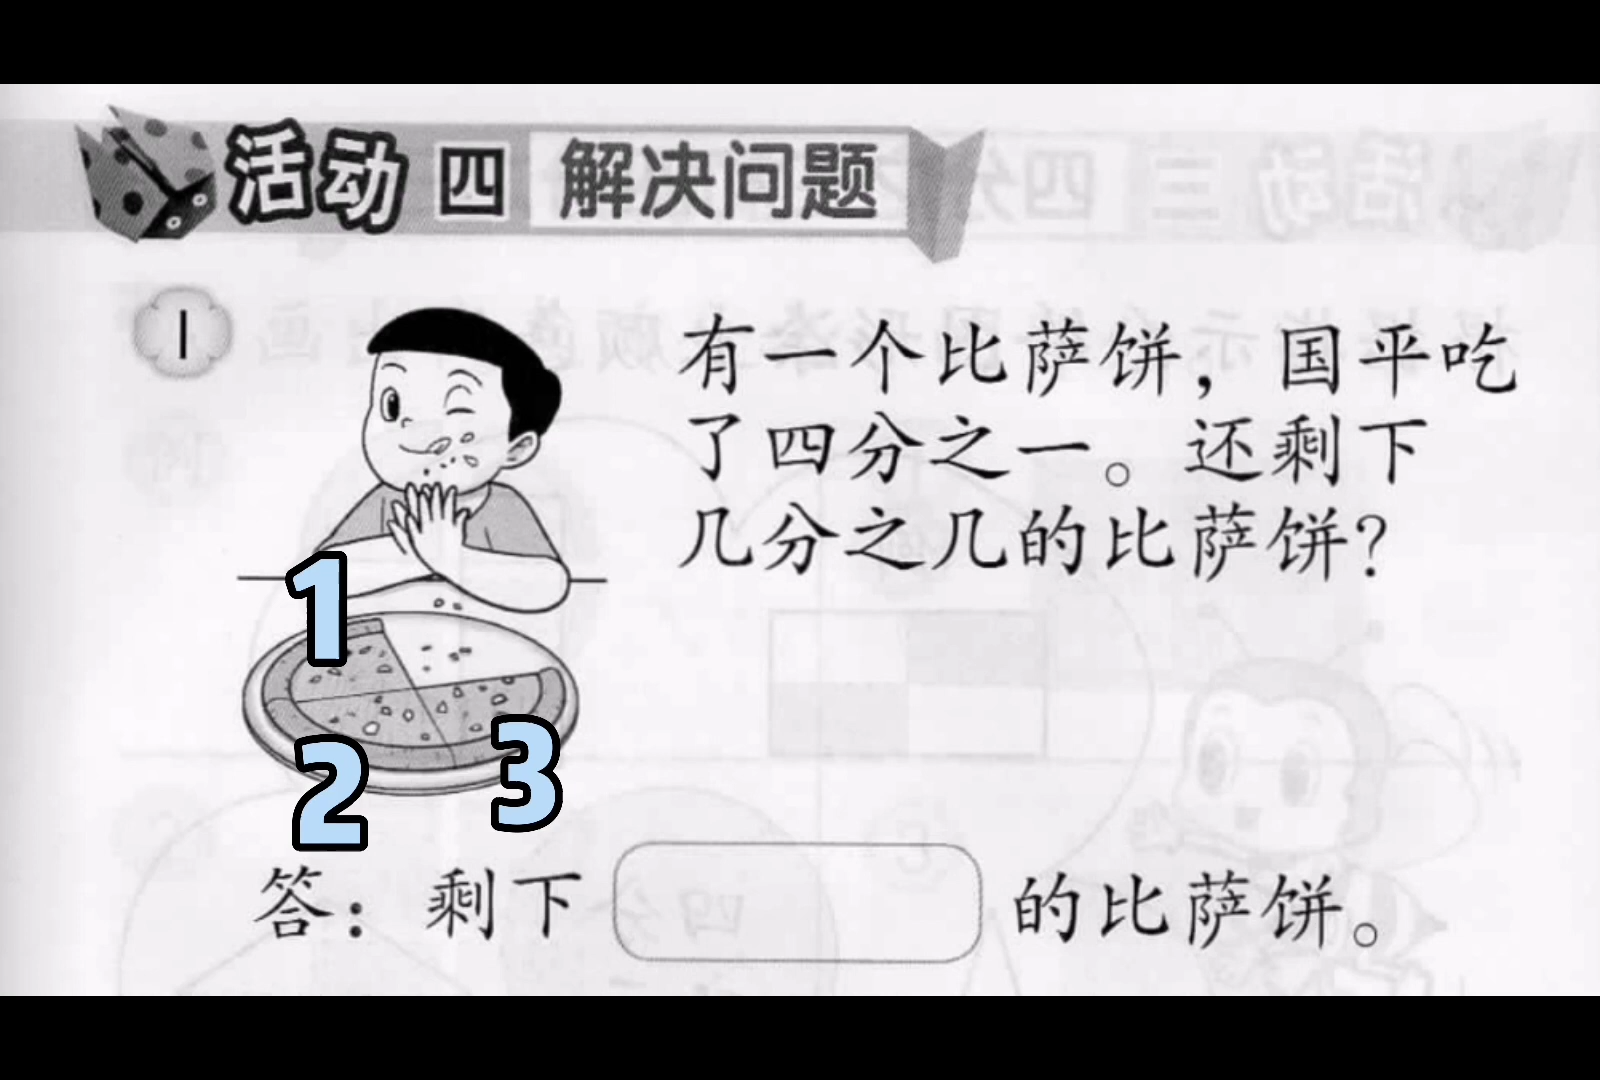 活动 四 解决问题
1
有一个比萨饼，国平吃
了四分之一。还剩下
几分之几的比萨饼？
1
2
3
答：剩下 的比萨饼。